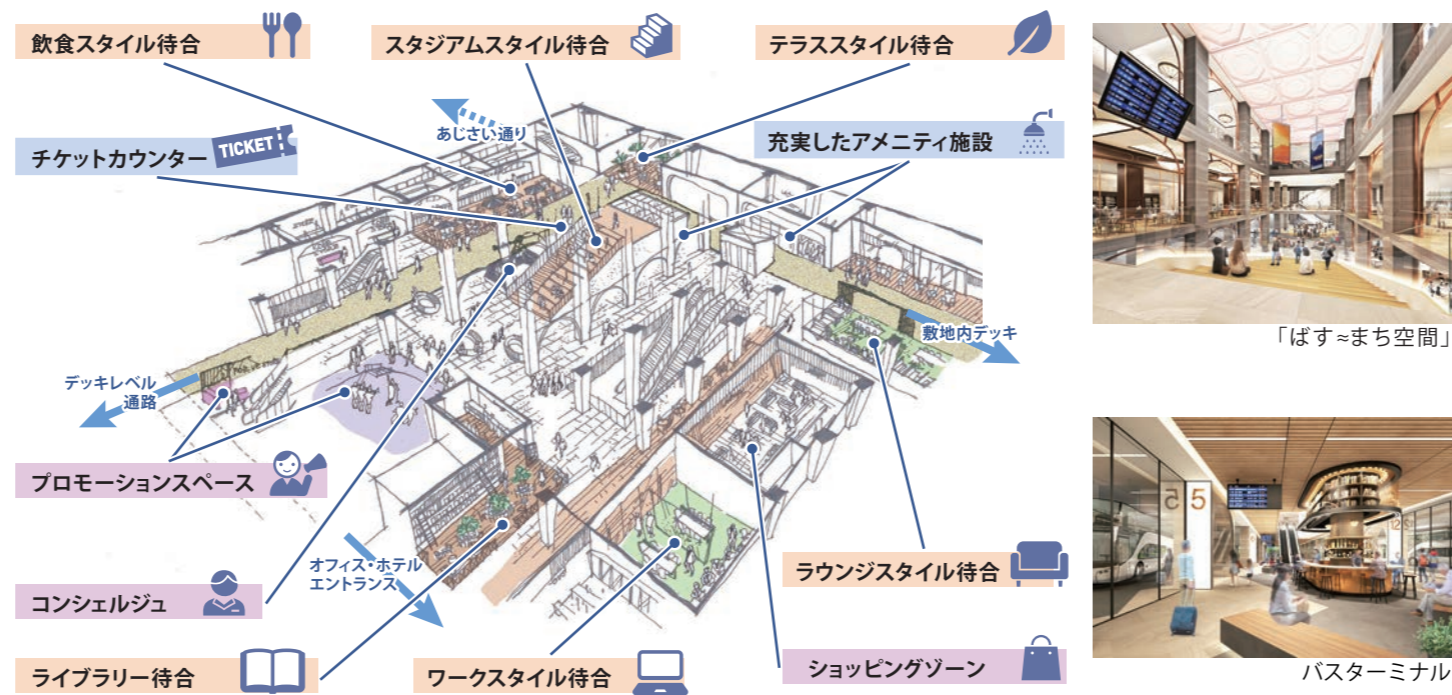 飲食スタイル待合
スタジアムスタイル待合
テラススタイル待合
あじさい通り
チケットカウンター
TICKET
充実したアメニティ施設
敷地内デッキ
「ばす≈まち空間」
デッキレベル
通路
プロモーションスペース
5
5
オフィス・ホテル
エントランス
ラウンジスタイル待合
コンシェルジュ
ライブラリー待合
ワークスタイル待合
ショッピングゾーン
バスターミナル